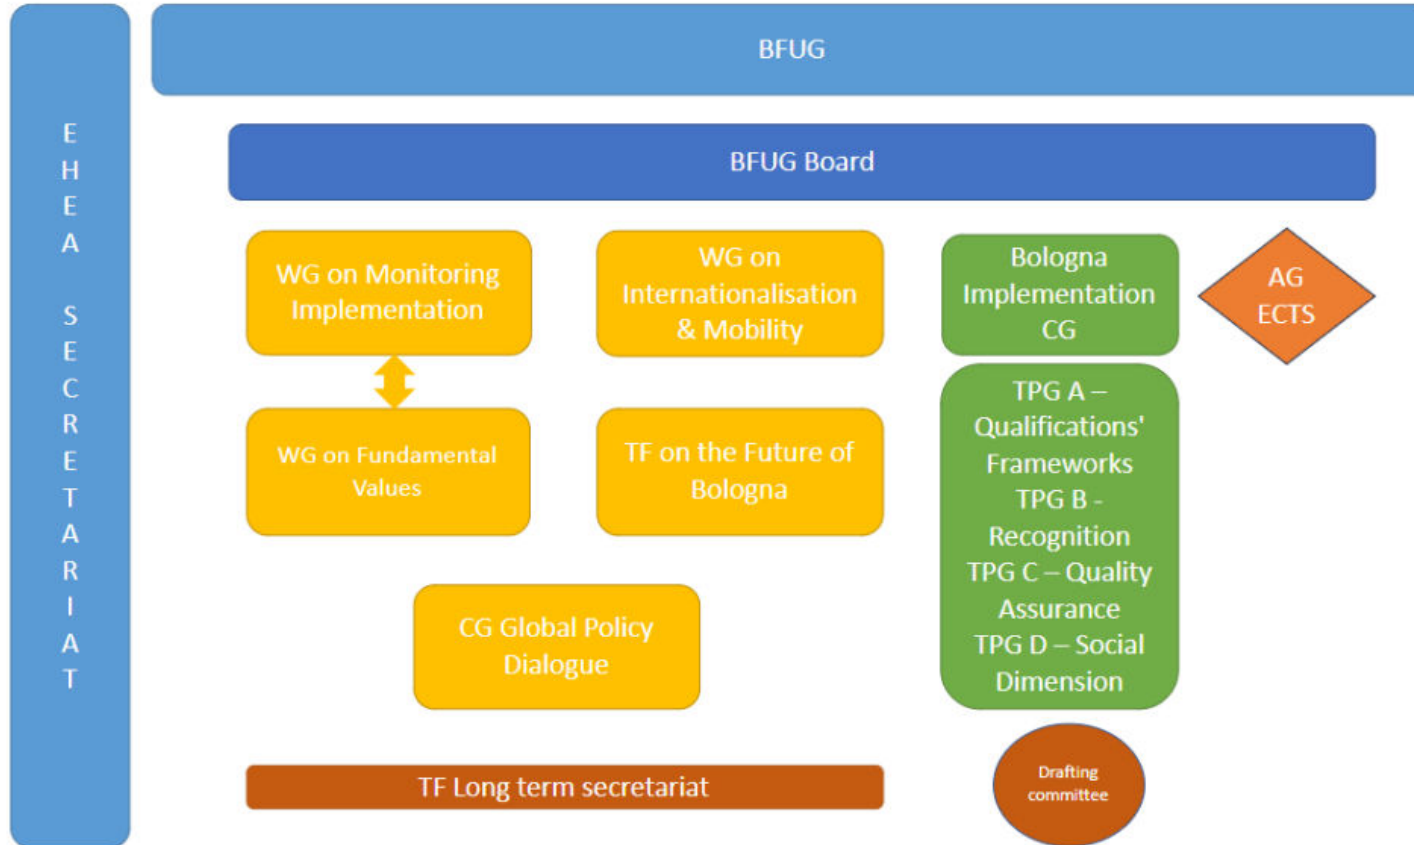 EHEA SECRETARIAT
BFUG
BFUG Board
WG on Monitoring
Implementation
WG on
Internationalisation
& Mobility
Bologna
Implementation
CG
AG
ECTS
WG on Fundamental
Values
TF on the Future of
Bologna
TPG A –
Qualifications'
Frameworks
TPG B -
Recognition
TPG C – Quality
Assurance
TPG D – Social
Dimension
CG Global Policy
Dialogue
TF Long term secretariat
Drafting
committee